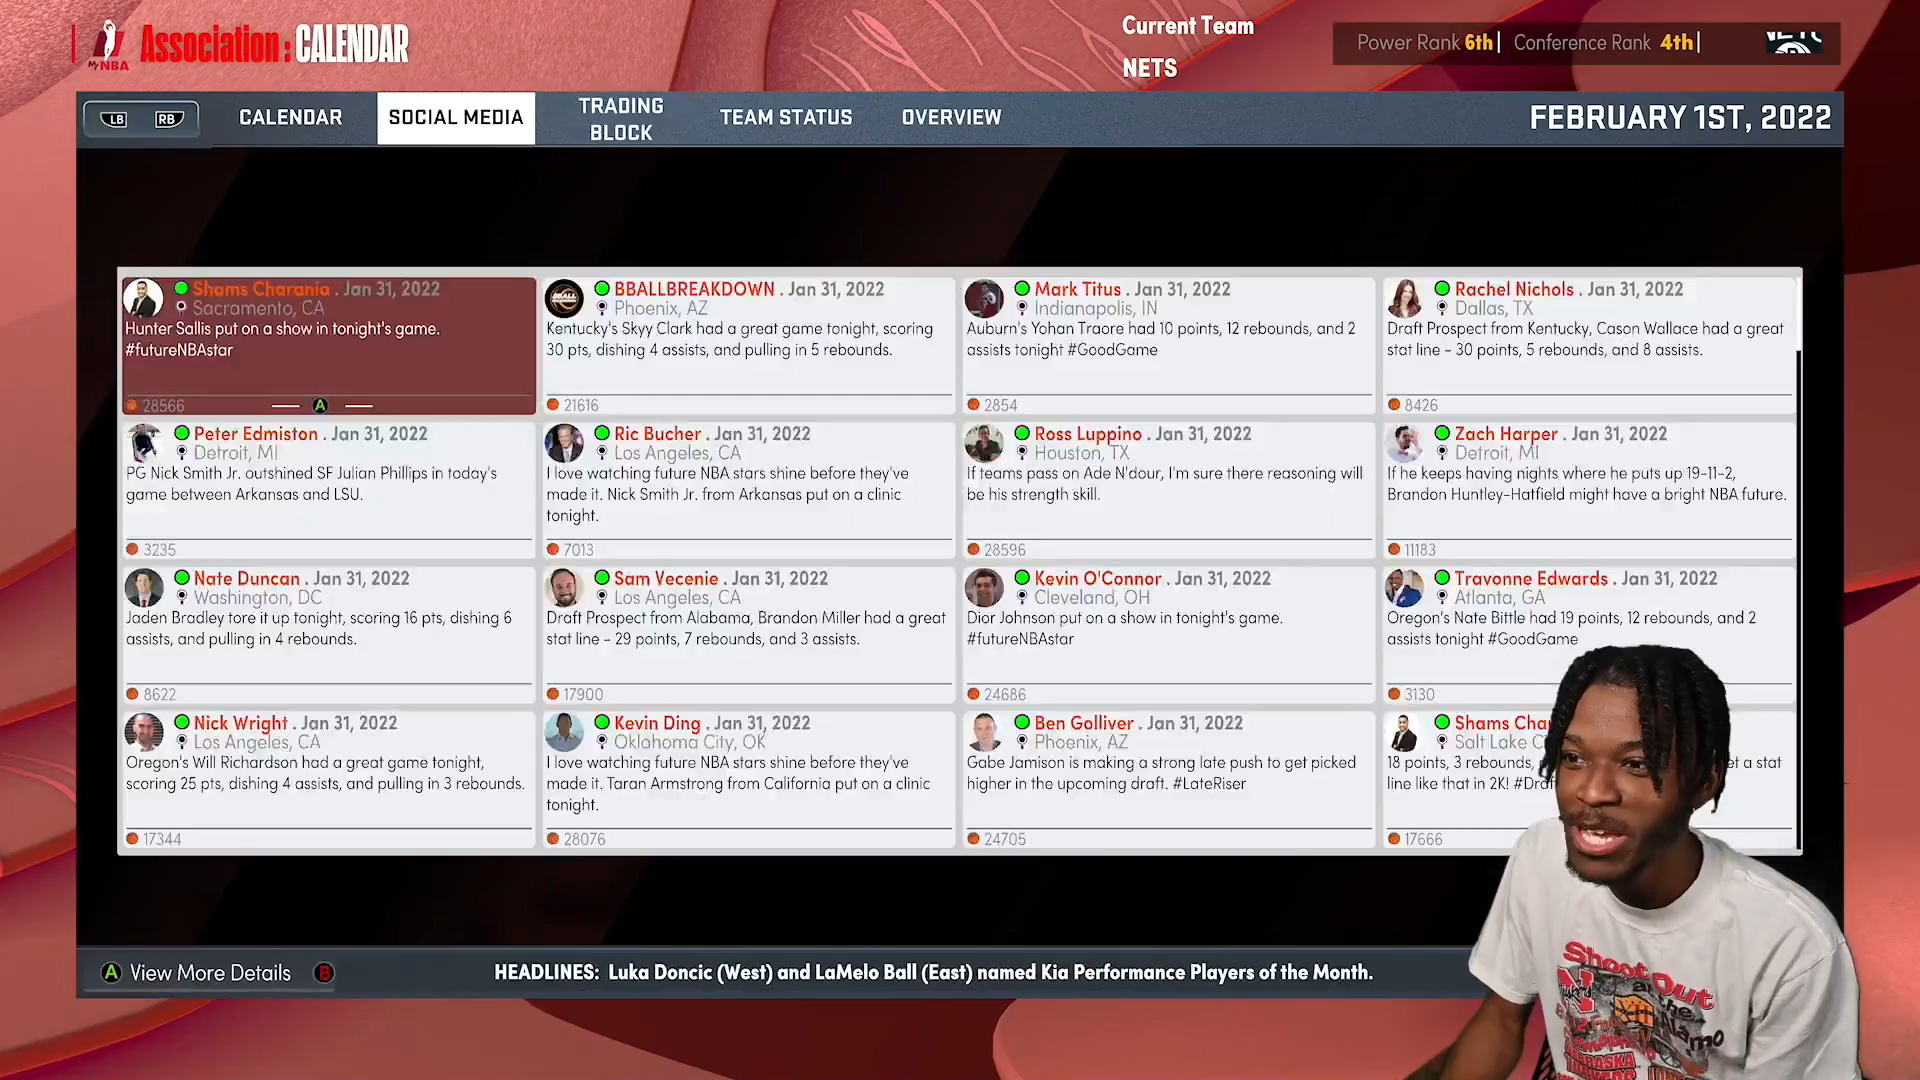 MyNBA
Association: CALENDAR
Current Team
NETS
Power Rank 6th| Conference Rank 4th|
LB RB
CALENDAR
SOCIAL MEDIA
TRADING
BLOCK
TEAM STATUS
OVERVIEW
FEBRUARY 1ST, 2022
Shams Charania . Jan 31, 2022
Sacramento, CA
Hunter Sallis put on a show in tonight's game.
#futureNBAstar
28566
A
BBALLBREAKDOWN . Jan 31, 2022
Phoenix, AZ
Kentucky's Skyy Clark had a great game tonight, scoring
30 pts, dishing 4 assists, and pulling in 5 rebounds.
21616
Mark Titus . Jan 31, 2022
Indianapolis, IN
Auburn's Yohan Traore had 10 points, 12 rebounds, and 2
assists tonight #GoodGame
2854
Rachel Nichols . Jan 31, 2022
Dallas, TX
Draft Prospect from Kentucky, Cason Wallace had a great
stat line - 30 points, 5 rebounds, and 8 assists.
8426
Peter Edmiston . Jan 31, 2022
Detroit, MI
PG Nick Smith Jr. outshined SF Julian Phillips in today's
game between Arkansas and LSU.
3235
Ric Bucher . Jan 31, 2022
Los Angeles, CA
I love watching future NBA stars shine before they've
made it. Nick Smith Jr. from Arkansas put on a clinic
tonight.
7013
Ross Luppino . Jan 31, 2022
Houston, TX
If teams pass on Ade N'dour, I'm sure there reasoning will
be his strength skill.
28596
Zach Harper . Jan 31, 2022
Detroit, MI
If he keeps having nights where he puts up 19-11-2,
Brandon Huntley-Hatfield might have a bright NBA future.
11183
Nate Duncan . Jan 31, 2022
Washington, DC
Jaden Bradley tore it up tonight, scoring 16 pts, dishing 6
assists, and pulling in 4 rebounds.
8622
Sam Vecenie . Jan 31, 2022
Los Angeles, CA
Draft Prospect from Alabama, Brandon Miller had a great
stat line - 29 points, 7 rebounds, and 3 assists.
17900
Kevin O'Connor . Jan 31, 2022
Cleveland, OH
Dior Johnson put on a show in tonight's game.
#futureNBAstar
24686
Travonne Edwards . Jan 31, 2022
Atlanta, GA
Oregon's Nate Bittle had 19 points, 12 rebounds, and 2
assists tonight #GoodGame
3130
Nick Wright . Jan 31, 2022
Los Angeles, CA
Oregon's Will Richardson had a great game tonight,
scoring 25 pts, dishing 4 assists, and pulling in 3 rebounds.
17344
Kevin Ding . Jan 31, 2022
Oklahoma City, OK
I love watching future NBA stars shine before they've
made it. Taran Armstrong from California put on a clinic
tonight.
28076
Ben Golliver . Jan 31, 2022
Phoenix, AZ
Gabe Jamison is making a strong late push to get picked
higher in the upcoming draft. #LateRiser
24705
Shams Cha
Salt Lake C
18 points, 3 rebounds, et a stat
line like that in 2K! #Draf
17666
A View More Details B
HEADLINES: Luka Doncic (West) and LaMelo Ball (East) named Kia Performance Players of the Month.
Shoot Out
at the
Alamo
N
Huskers
NEBRASKA